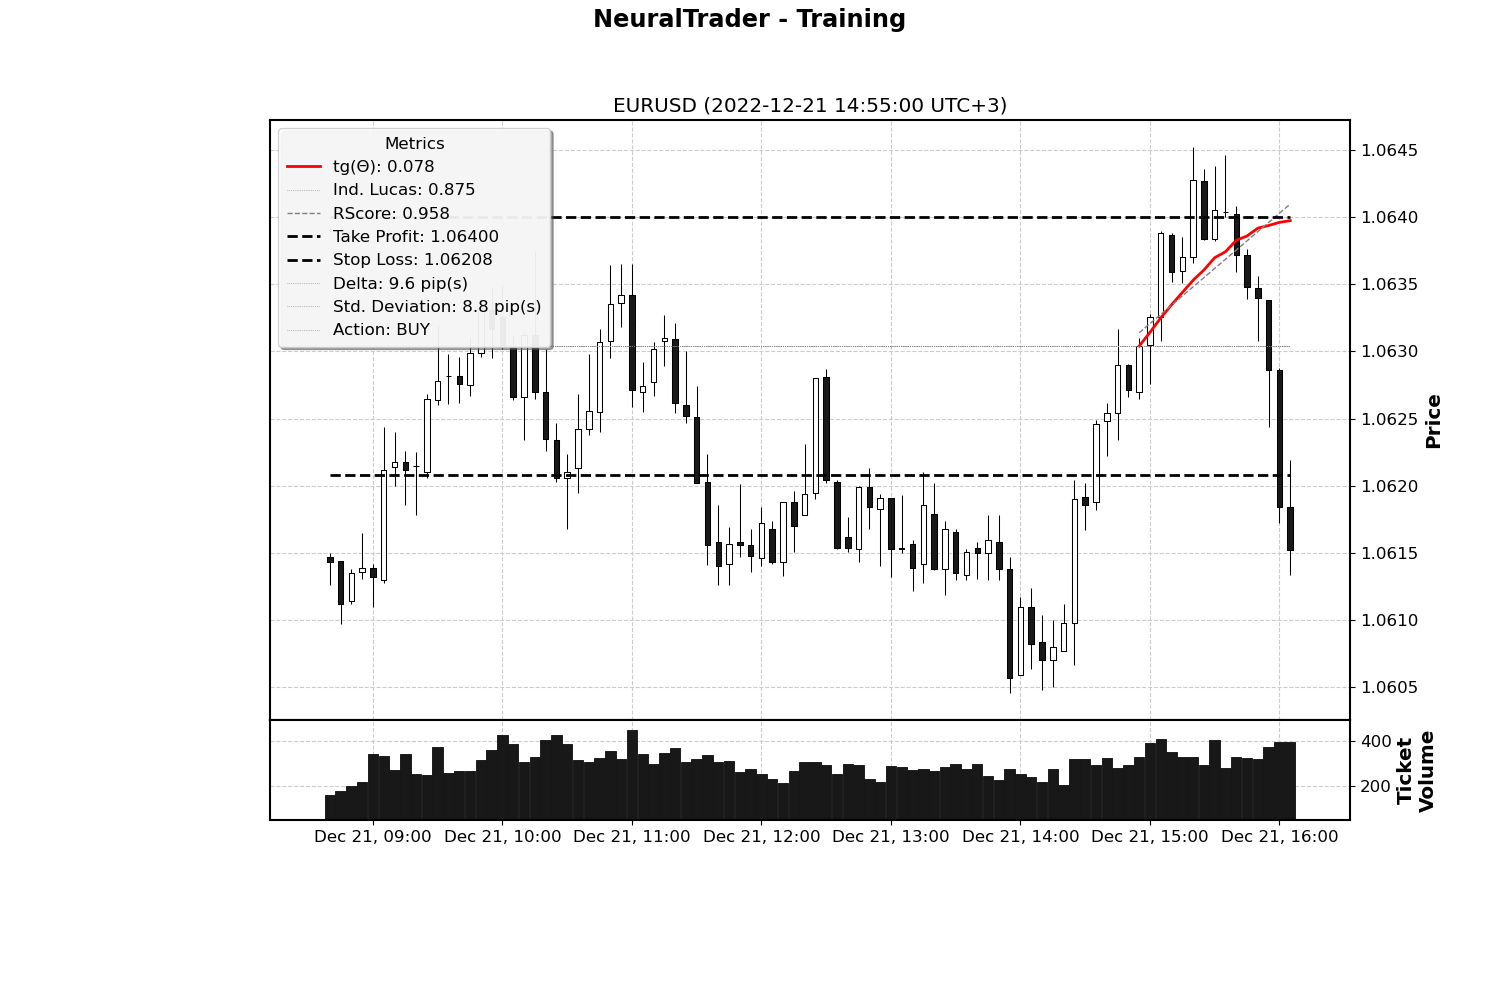 NeuralTrader - Training
EURUSD (2022-12-21 14:55:00 UTC+3)
Metrics
tg(Θ): 0.078
Ind. Lucas: 0.875
RScore: 0.958
Take Profit: 1.06400
Stop Loss: 1.06208
Delta: 9.6 pip(s)
Std. Deviation: 8.8 pip(s)
Action: BUY
1.0645
1.0640
1.0635
1.0630
1.0625
1.0620
1.0615
1.0610
1.0605
Price
400
200
Ticket
Volume
Dec 21, 09:00 Dec 21, 10:00 Dec 21, 11:00 Dec 21, 12:00 Dec 21, 13:00 Dec 21, 14:00 Dec 21, 15:00 Dec 21, 16:00